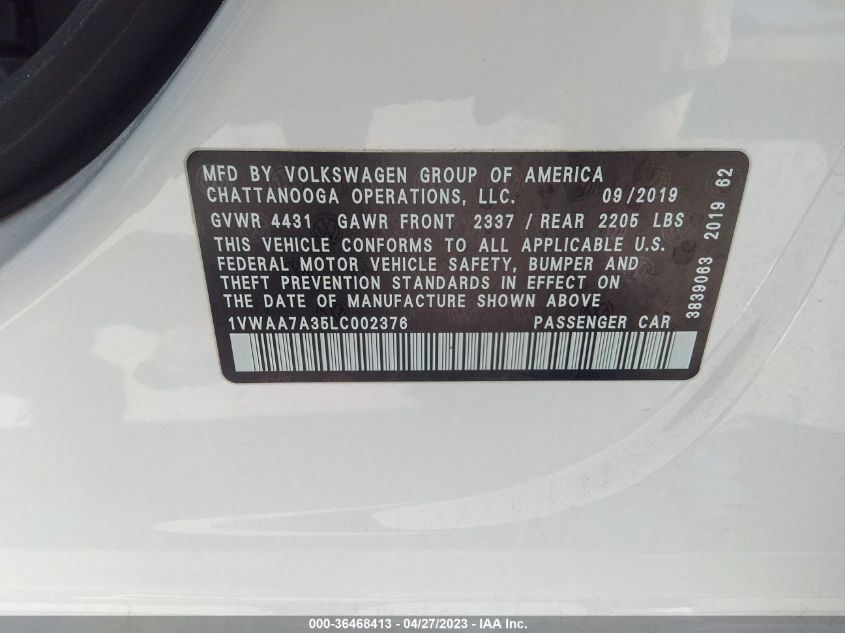 MFD BY VOLKSWAGEN GROUP OF AMERICA
CHATTANOOGA OPERATIONS, LLC. 09/2019
GVWR 4431 GAWR FRONT 2337 / REAR 2205 LBS
THIS VEHICLE CONFORMS TO ALL APPLICABLE U.S.
FEDERAL MOTOR VEHICLE SAFETY, BUMPER AND
THEFT PREVENTION STANDARDS IN EFFECT ON
THE DATE OF MANUFACTURE SHOWN ABOVE
1VWAA7A35LC002376 PASSENGER CAR
3839063 2019 62
000-36468413 - 04/27/2023 - IAA Inc.